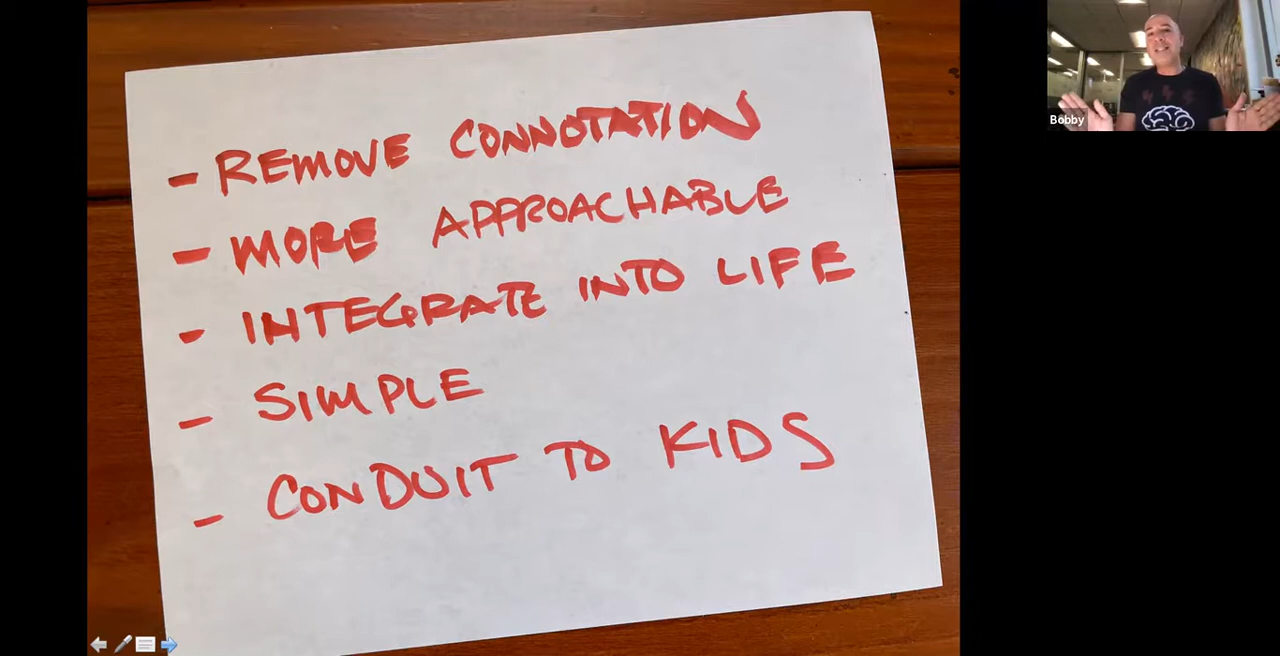 - REMOVE CONNOTATION
- MORE APPROACHABLE
- INTEGRATE INTO LIFE
- SIMPLE
- CONDUIT TO KIDS
Bobby